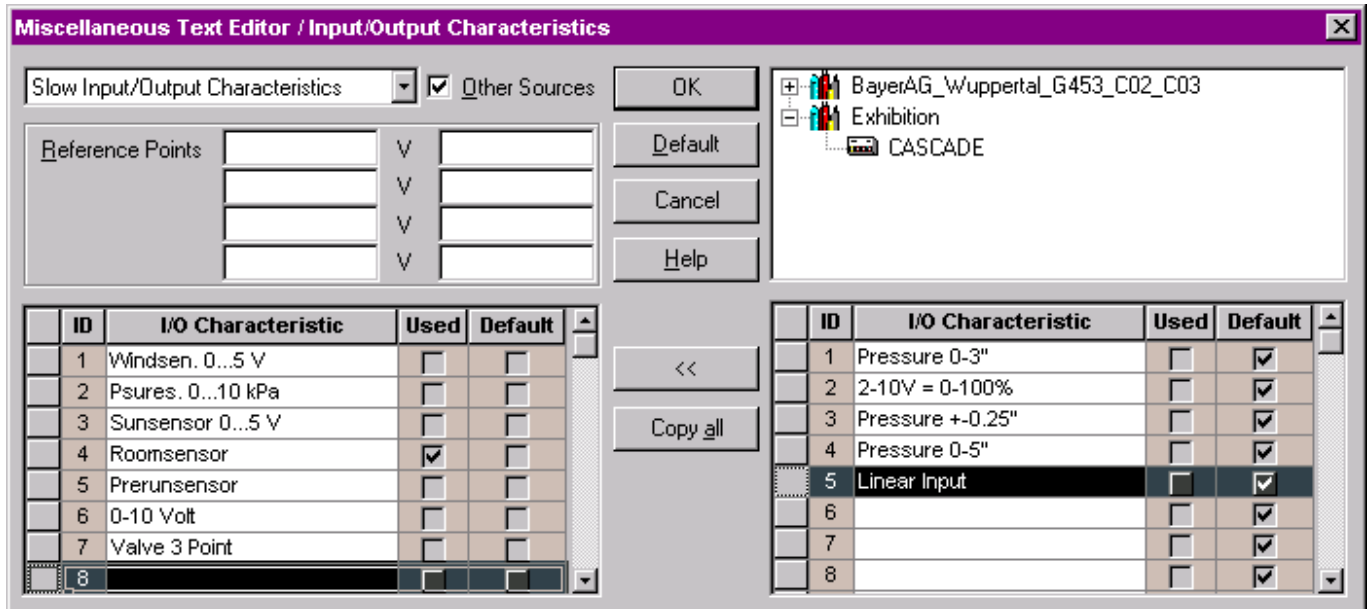 Miscellaneous Text Editor / Input/Output Characteristics
Slow Input/Output Characteristics
Other Sources
Reference Points
V
V
V
V
OK
Default
Cancel
Help
BayerAG_Wuppertal_G453_C02_C03
Exhibition
CASCADE
ID I/O Characteristic Used Default
1 Windsen. 0...5 V
2 Psures. 0...10 kPa
3 Sunsensor 0...5 V
4 Roomsensor
5 Prerunsensor
6 0-10 Volt
7 Valve 3 Point
8
<<
Copy all
ID I/O Characteristic Used Default
1 Pressure 0-3"
2 2-10V = 0-100%
3 Pressure +-0.25"
4 Pressure 0-5"
5 Linear Input
6
7
8